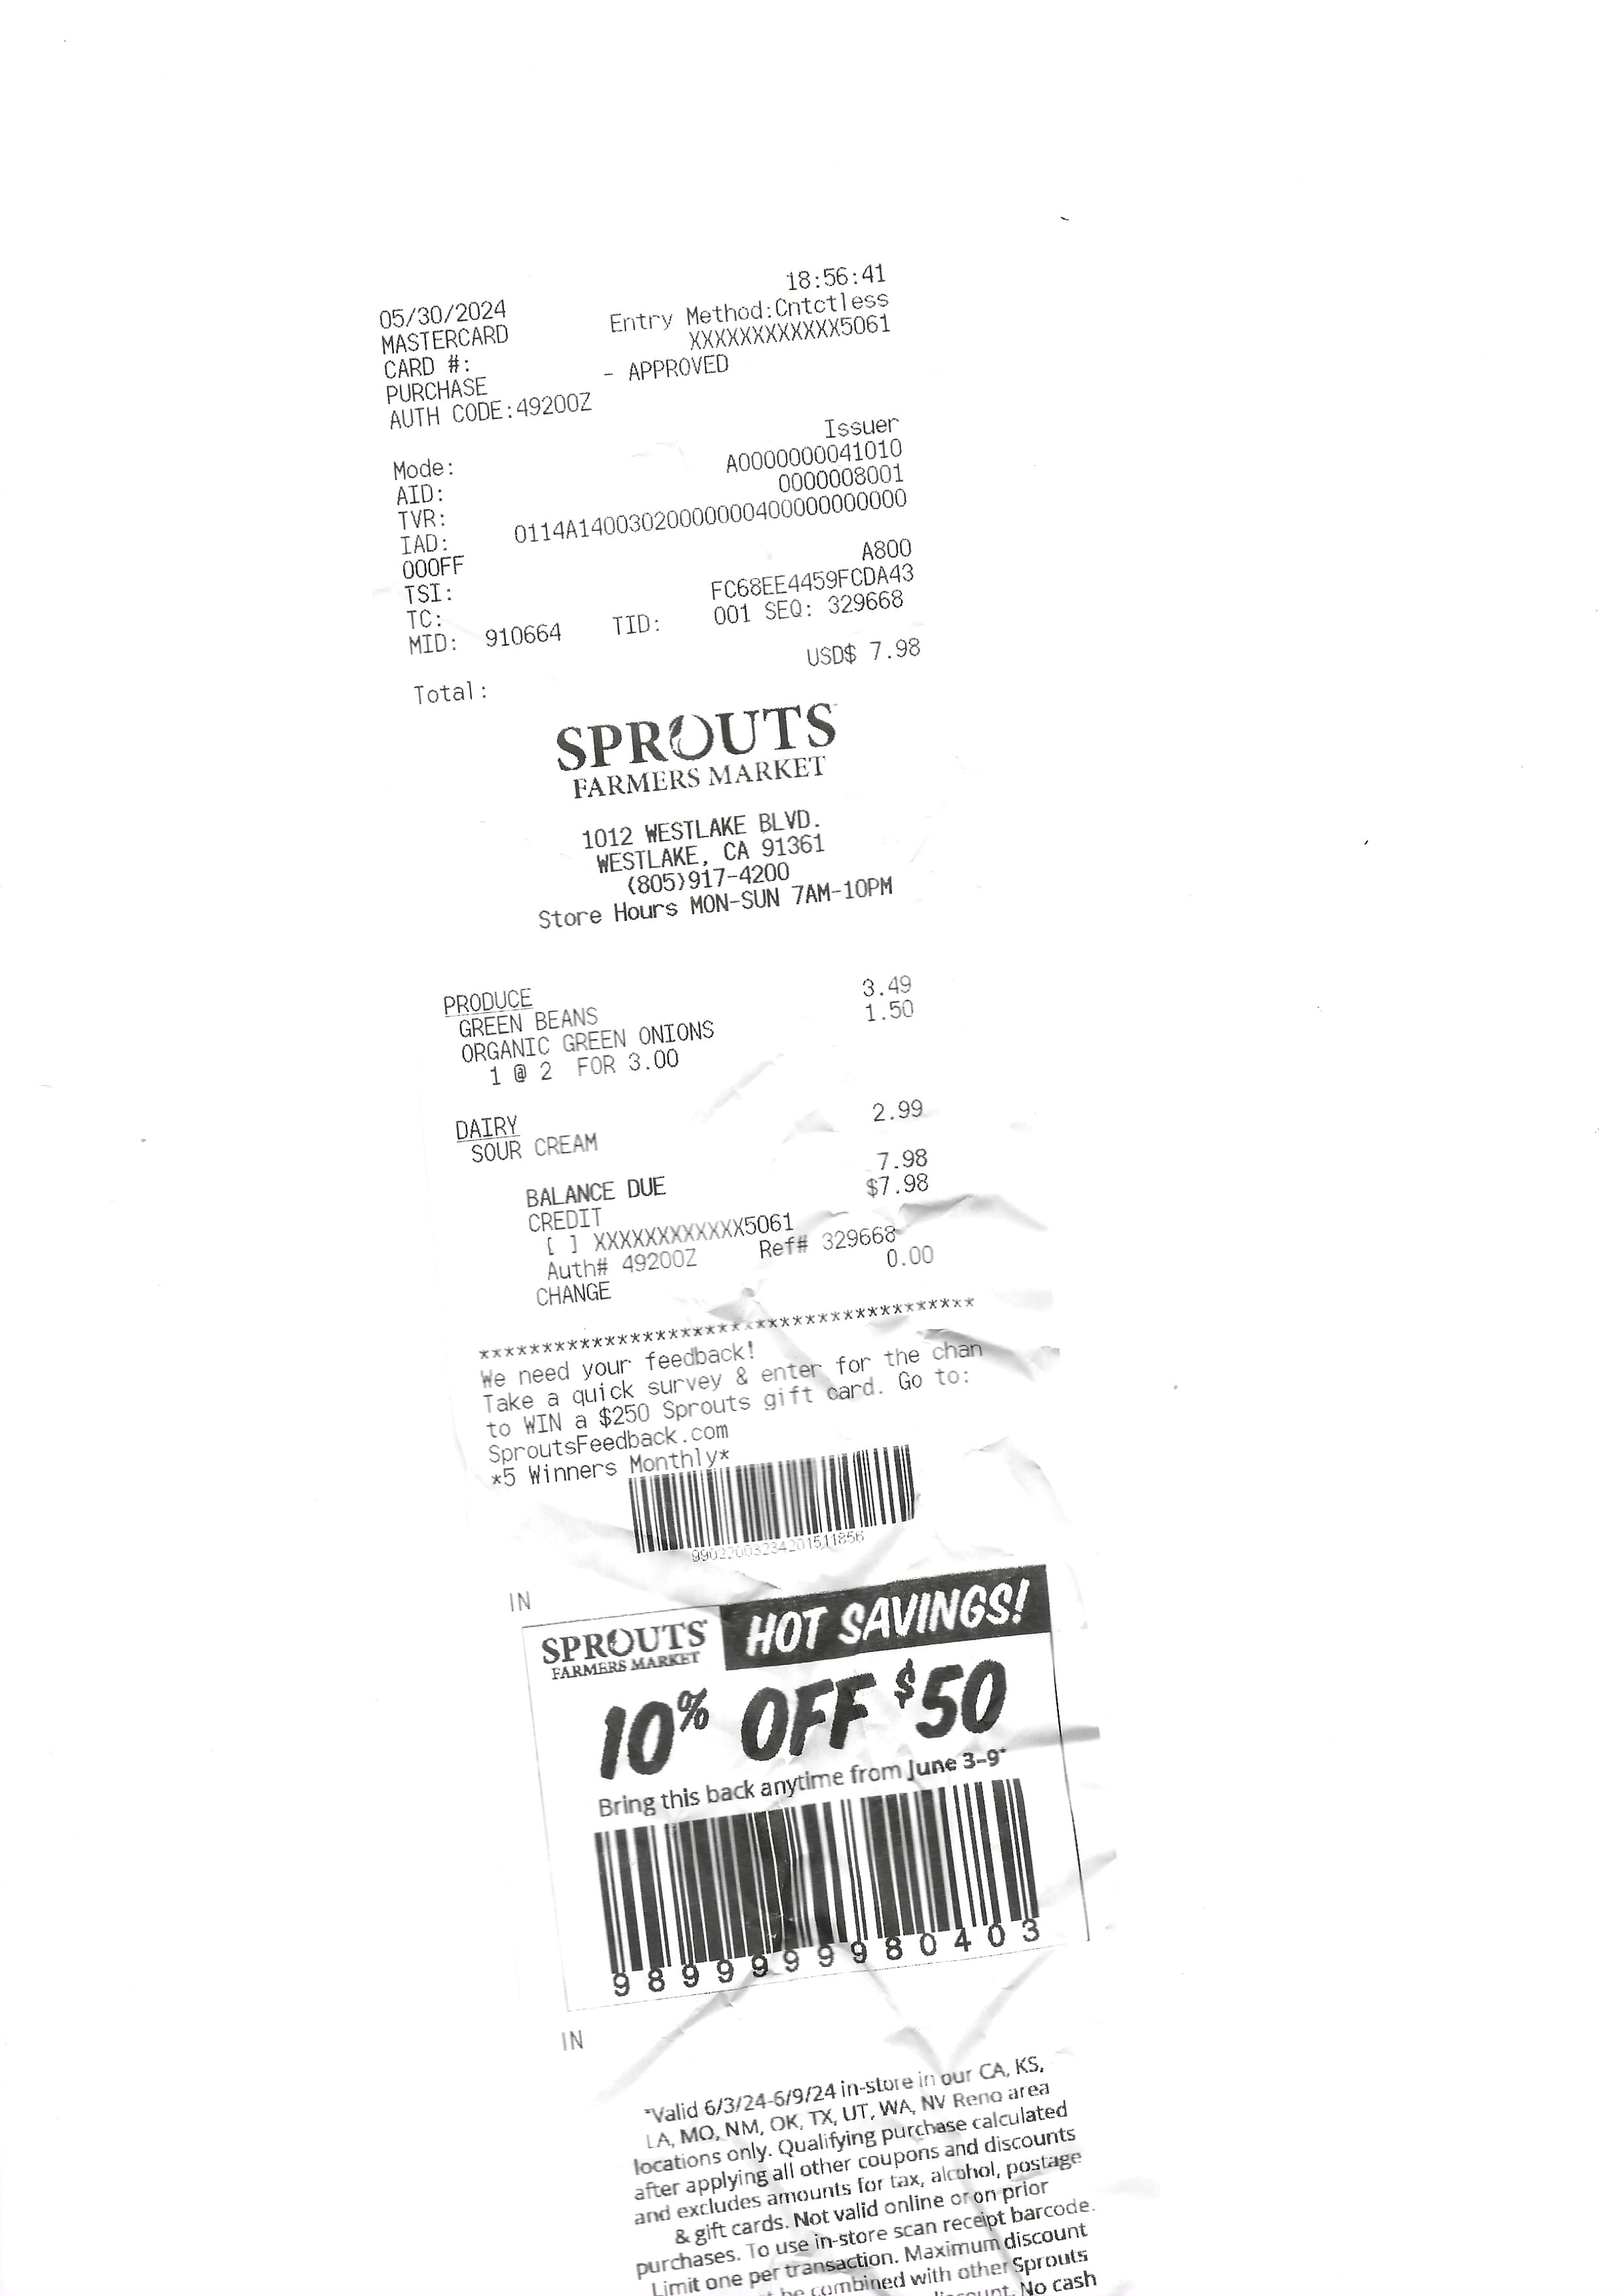 05/30/2024 18:56:41
MASTERCARD Entry Method:Cntctless
CARD #: XXXXXXXXXXXX5061
PURCHASE - APPROVED
AUTH CODE:49200Z
Mode: Issuer
AID: A0000000041010
TVR: 0000008001
IAD: 0114A1400302000000040000000000
000FF
TSI: A800
TC: FC68EE4459FCDA43
MID: 910664 TID: 001 SEQ: 329668
Total: USD$ 7.98
SPROUTS
FARMERS MARKET
1012 WESTLAKE BLVD.
WESTLAKE, CA 91361
(805)917-4200
Store Hours MON-SUN 7AM-10PM
PRODUCE
GREEN BEANS 3.49
ORGANIC GREEN ONIONS 1.50
1 @ 2 FOR 3.00
DAIRY
SOUR CREAM 2.99
BALANCE DUE 7.98
CREDIT $7.98
[ ] XXXXXXXXXXXX5061
Auth# 49200Z Ref# 329668
CHANGE 0.00
***************************************
We need your feedback!
Take a quick survey & enter for the chan
to WIN a $250 Sprouts gift card. Go to:
SproutsFeedback.com
*5 Winners Monthly*
IN
SPROUTS
FARMERS MARKET
HOT SAVINGS!
10% OFF $50
Bring this back anytime from June 3-9*
989999980403
IN
*Valid 6/3/24-6/9/24 in-store in our CA, KS,
LA, MO, NM, OK, TX, UT, WA, NV Reno area
locations only. Qualifying purchase calculated
after applying all other coupons and discounts
and excludes amounts for tax, alcohol, postage
& gift cards. Not valid online or on prior
purchases. To use in-store scan receipt barcode.
Limit one per transaction. Maximum discount
be combined with other Sprouts
No cash